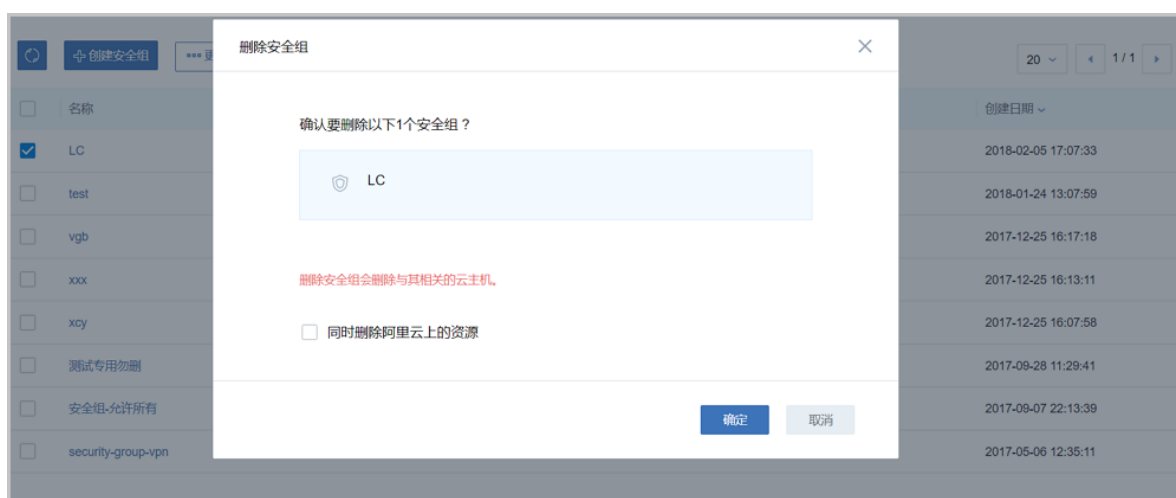 创建安全组
更
删除安全组
20
1 / 1
名称
创建日期
确认要删除以下1个安全组？
LC
2018-02-05 17:07:33
LC
test
2018-01-24 13:07:59
vgb
2017-12-25 16:17:18
xxx
2017-12-25 16:13:11
删除安全组会删除与其相关的云主机。
xcy
2017-12-25 16:07:58
同时删除阿里云上的资源
测试专用勿删
2017-09-28 11:29:41
安全组-允许所有
2017-09-07 22:13:39
确定
取消
security-group-vpn
2017-05-06 12:35:11